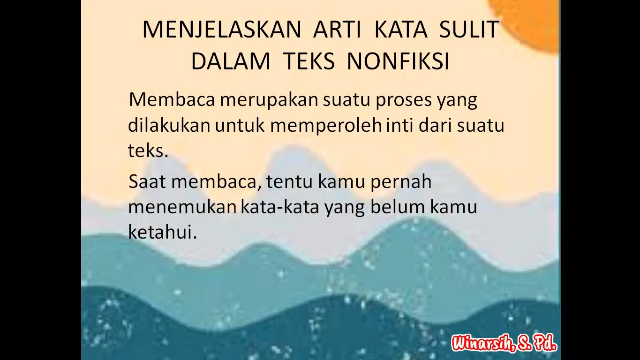 MENJELASKAN ARTI KATA SULIT
DALAM TEKS NONFIKSI
Membaca merupakan suatu proses yang
dilakukan untuk memperoleh inti dari suatu
teks.
Saat membaca, tentu kamu pernah
menemukan kata-kata yang belum kamu
ketahui.
Winarsih, S. Pd.